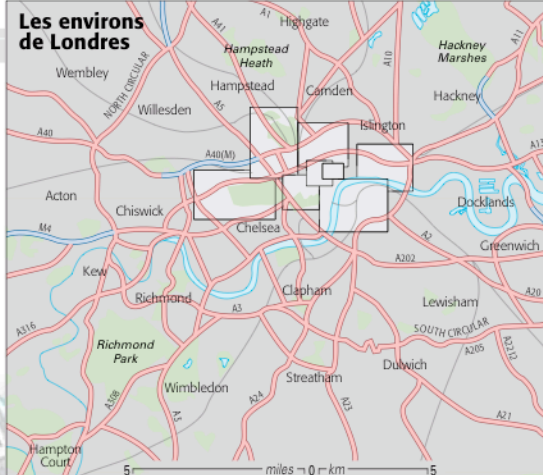 Les environs
de Londres
A1
Highgate
A41
A11
Hampstead
Heath
Hackney
Marshes
A10
Wembley
NORTH CIRCULAR
Hampstead
Camden
Hackney
A5
Willesden
Islington
A40
A40(M)
A13
Acton
Chiswick
Docklands
M4
Chelsea
A2
Greenwich
A202
Kew
Richmond
Clapham
A20
A3
Lewisham
A316
SOUTH CIRCULAR
Richmond
Park
A205
A2212
Dulwich
Streatham
Wimbledon
A308
A3
A24
A23
A21
Hampton
Court
5 miles 0 km 5